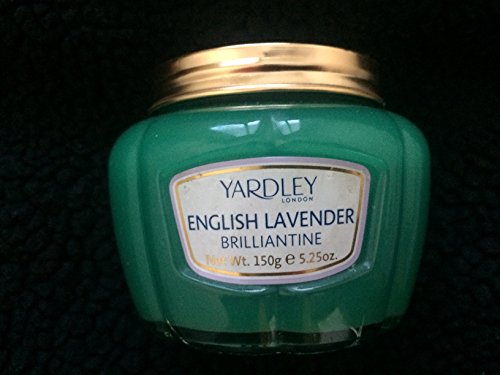 YARDLEY
LONDON
ENGLISH LAVENDER
BRILLIANTINE
Net Wt. 150g e 5.25oz.